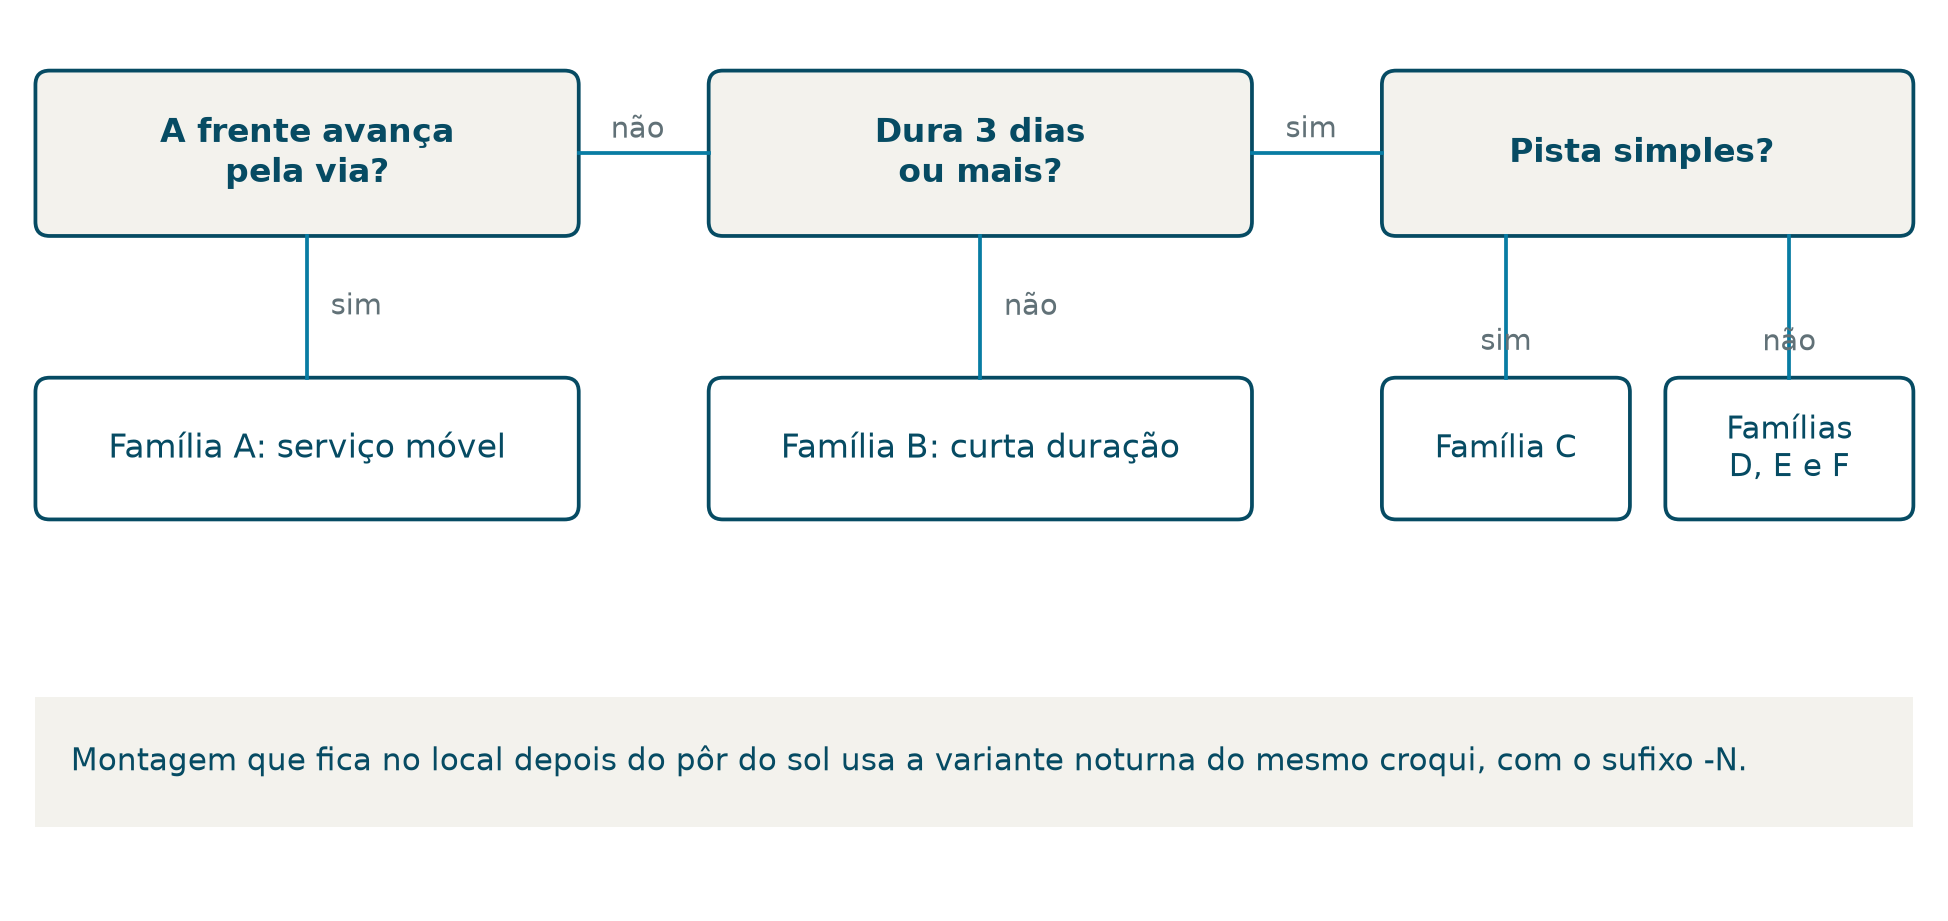 A frente avança
pela via?
não
Dura 3 dias
ou mais?
sim
Pista simples?
sim
não
sim
não
Família A: serviço móvel
Família B: curta duração
Família C
Famílias
D, E e F
Montagem que fica no local depois do pôr do sol usa a variante noturna do mesmo croqui, com o sufixo -N.